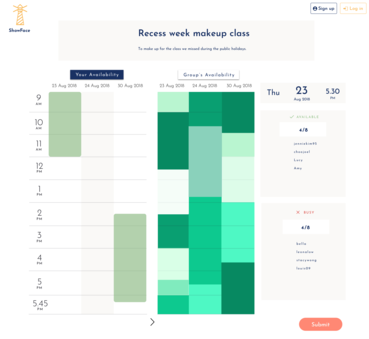 Sign up
Log in
ShowFace
Recess week makeup class
To make up for the class we missed during the public holidays.
Your Availability
Group's Availability
23 Aug 2018
24 Aug 2018
30 Aug 2018
23 Aug 2018
24 Aug 2018
30 Aug 2018
Thu
23
Aug 2018
5.30
PM
9
AM
10
AM
11
AM
12
PM
1
PM
2
PM
3
PM
4
PM
5
PM
5.45
PM
AVAILABLE
4/8
Amy
BUSY
4/8
Submit